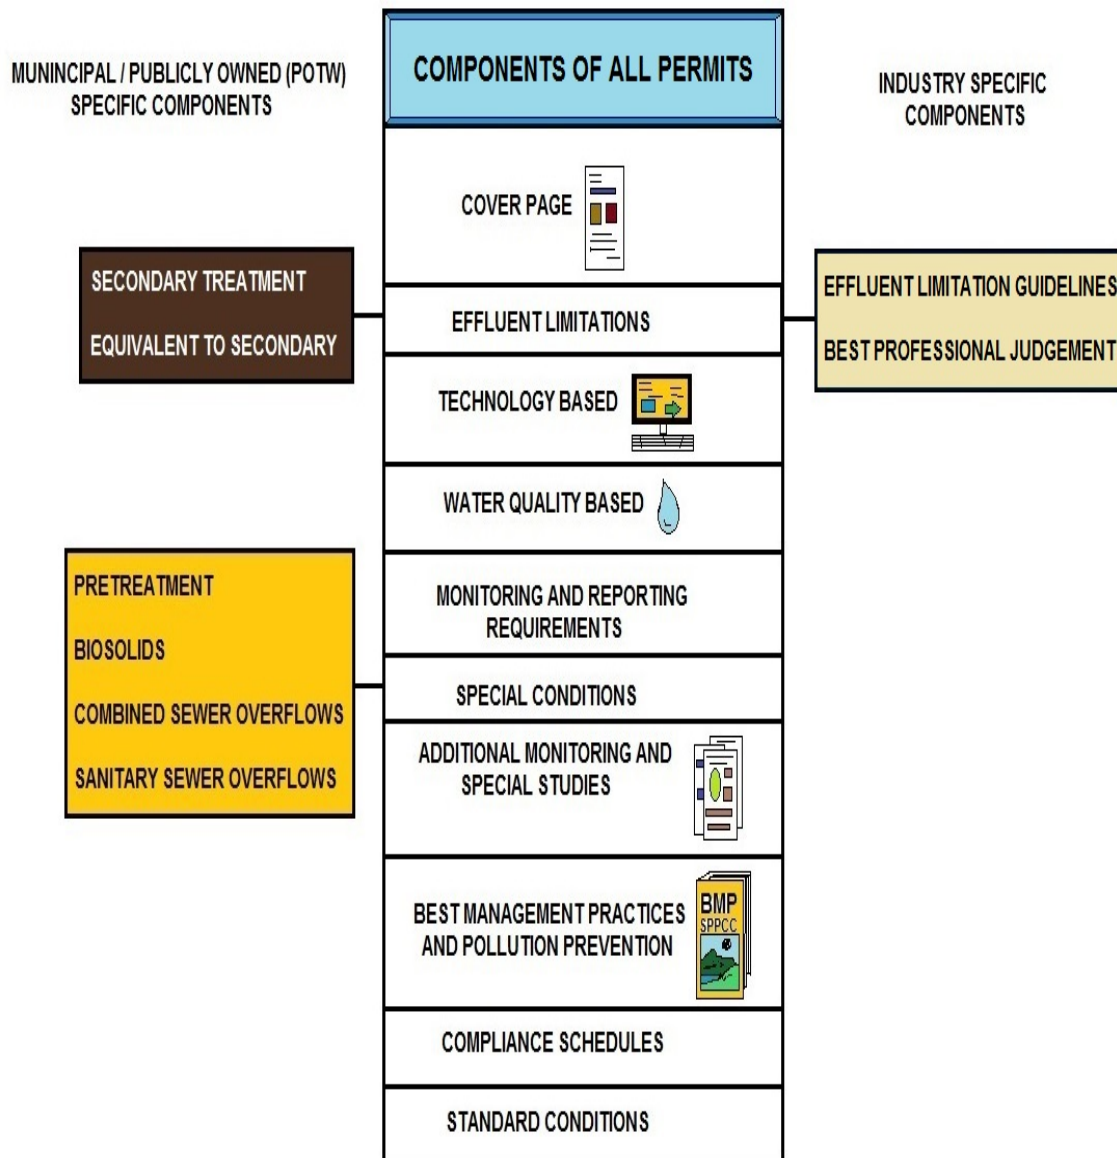 MUNINCIPAL / PUBLICLY OWNED (POTW)
SPECIFIC COMPONENTS
COMPONENTS OF ALL PERMITS
INDUSTRY SPECIFIC
COMPONENTS
COVER PAGE
SECONDARY TREATMENT
EQUIVALENT TO SECONDARY
EFFLUENT LIMITATIONS
EFFLUENT LIMITATION GUIDELINES
BEST PROFESSIONAL JUDGEMENT
TECHNOLOGY BASED
WATER QUALITY BASED
PRETREATMENT
BIOSOLIDS
COMBINED SEWER OVERFLOWS
SANITARY SEWER OVERFLOWS
MONITORING AND REPORTING
REQUIREMENTS
SPECIAL CONDITIONS
ADDITIONAL MONITORING AND
SPECIAL STUDIES
BEST MANAGEMENT PRACTICES
AND POLLUTION PREVENTION
BMP
SPPCC
COMPLIANCE SCHEDULES
STANDARD CONDITIONS